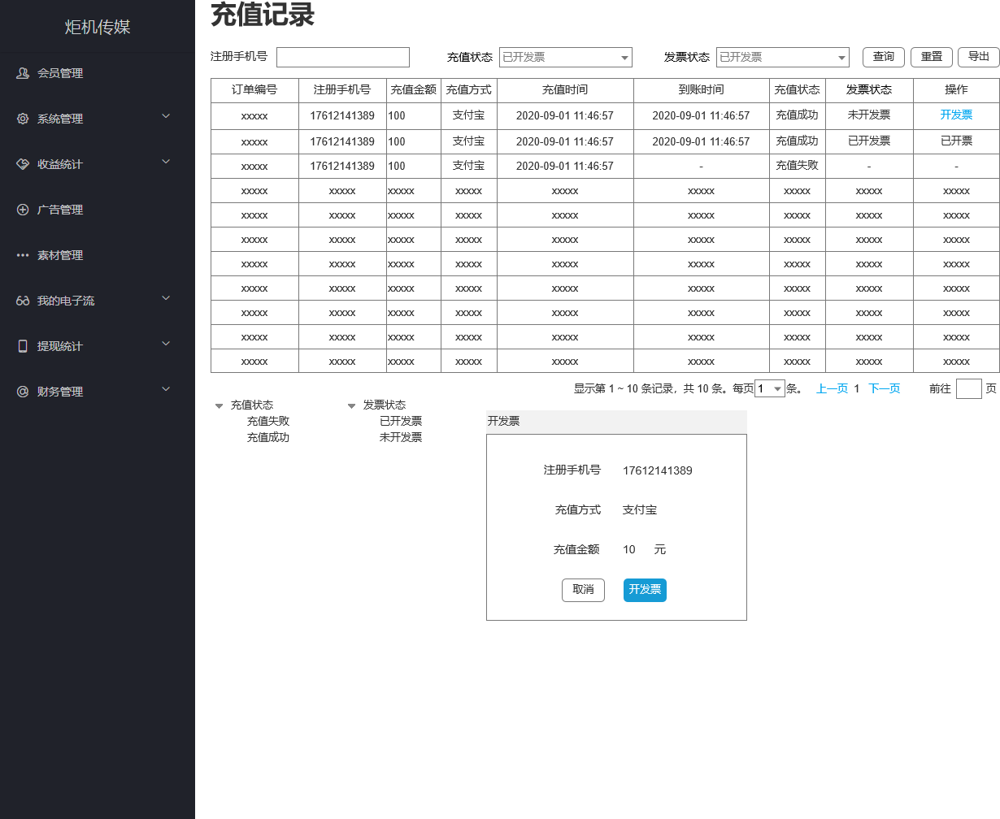 炬机传媒
会员管理
系统管理
收益统计
广告管理
素材管理
我的电子流
提现统计
财务管理
充值记录
注册手机号 充值状态 已开发票 发票状态 已开发票 查询 重置 导出
订单编号 注册手机号 充值金额 充值方式 充值时间 到账时间 充值状态 发票状态 操作
xxxxx 17612141389 100 支付宝 2020-09-01 11:46:57 2020-09-01 11:46:57 充值成功 未开发票 开发票
xxxxx 17612141389 100 支付宝 2020-09-01 11:46:57 2020-09-01 11:46:57 充值成功 已开发票 已开票
xxxxx 17612141389 100 支付宝 2020-09-01 11:46:57 - 充值失败 - -
xxxxx xxxxx xxxxx xxxxx xxxxx xxxxx xxxxx xxxxx xxxxx
xxxxx xxxxx xxxxx xxxxx xxxxx xxxxx xxxxx xxxxx xxxxx
xxxxx xxxxx xxxxx xxxxx xxxxx xxxxx xxxxx xxxxx xxxxx
xxxxx xxxxx xxxxx xxxxx xxxxx xxxxx xxxxx xxxxx xxxxx
xxxxx xxxxx xxxxx xxxxx xxxxx xxxxx xxxxx xxxxx xxxxx
xxxxx xxxxx xxxxx xxxxx xxxxx xxxxx xxxxx xxxxx xxxxx
xxxxx xxxxx xxxxx xxxxx xxxxx xxxxx xxxxx xxxxx xxxxx
xxxxx xxxxx xxxxx xxxxx xxxxx xxxxx xxxxx xxxxx xxxxx
显示第 1 ~ 10 条记录，共 10 条。每页 1 条。 上一页 1 下一页 前往 页
充值状态
充值失败
充值成功
发票状态
已开发票
未开发票
开发票
注册手机号 17612141389
充值方式 支付宝
充值金额 10 元
取消 开发票